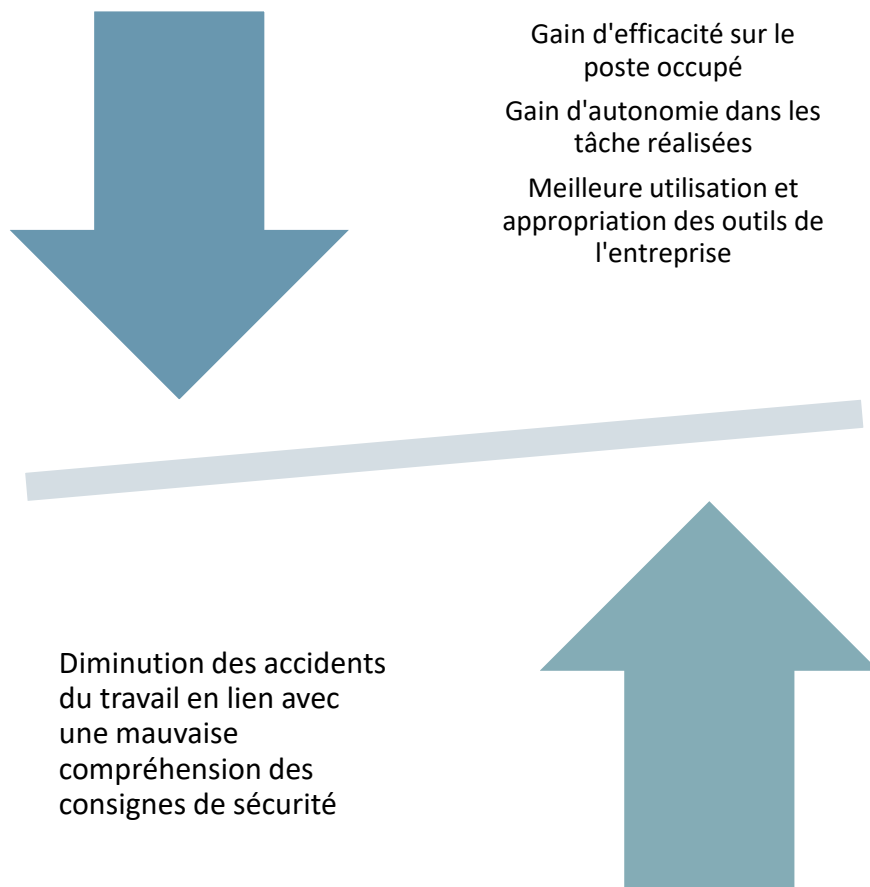 Gain d'efficacité sur le
poste occupé
Gain d'autonomie dans les
tâche réalisées
Meilleure utilisation et
appropriation des outils de
l'entreprise
Diminution des accidents
du travail en lien avec
une mauvaise
compréhension des
consignes de sécurité